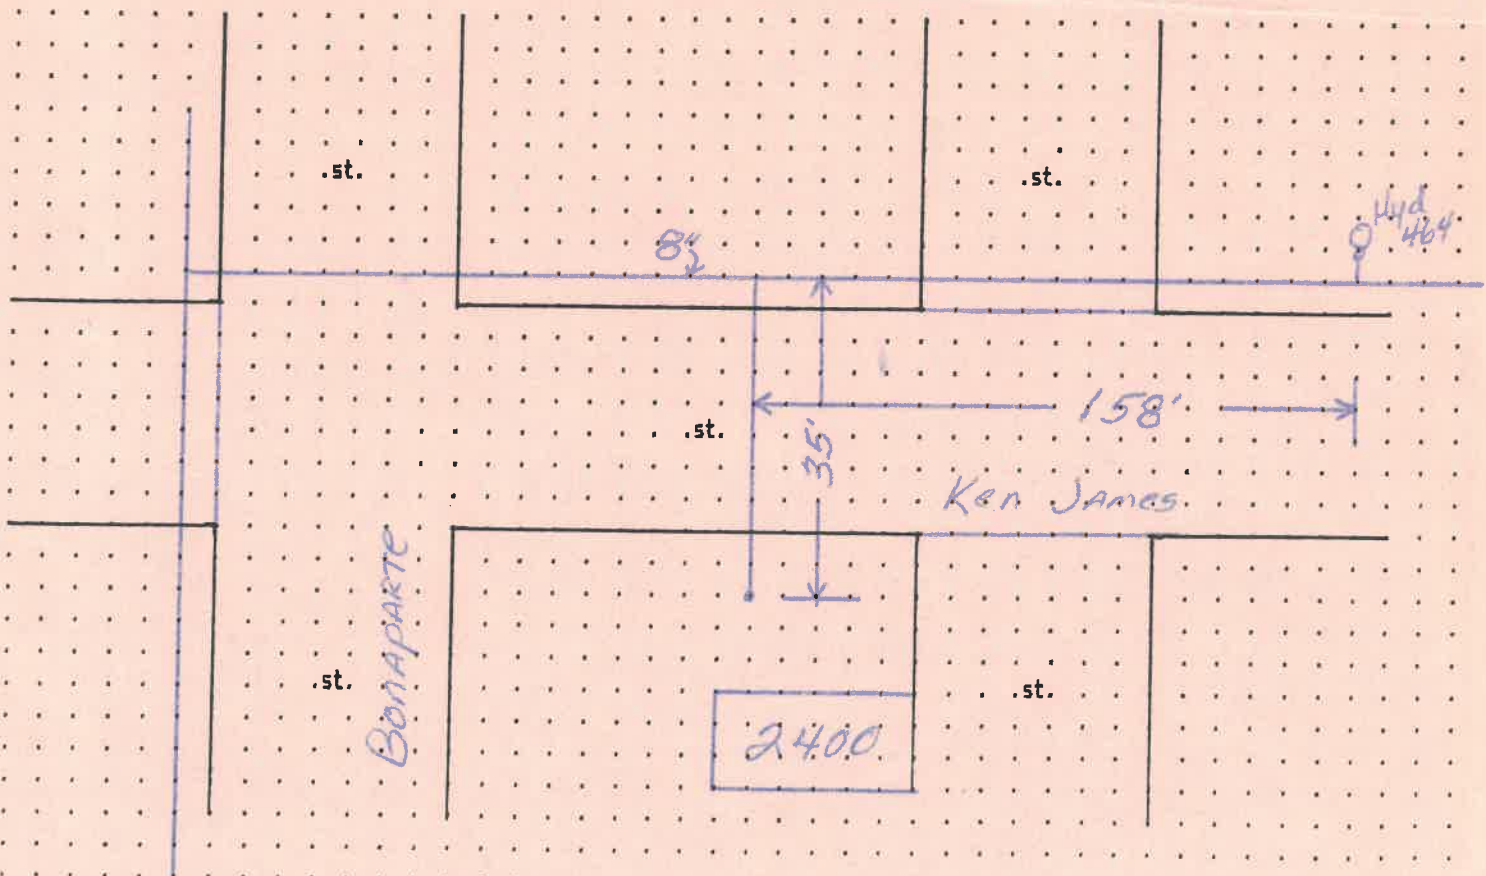 .st.
.st.
Hyd
464
8"
.st.
158'
35'
Ken JAMES
BONAPARTE
.st.
.st.
2400